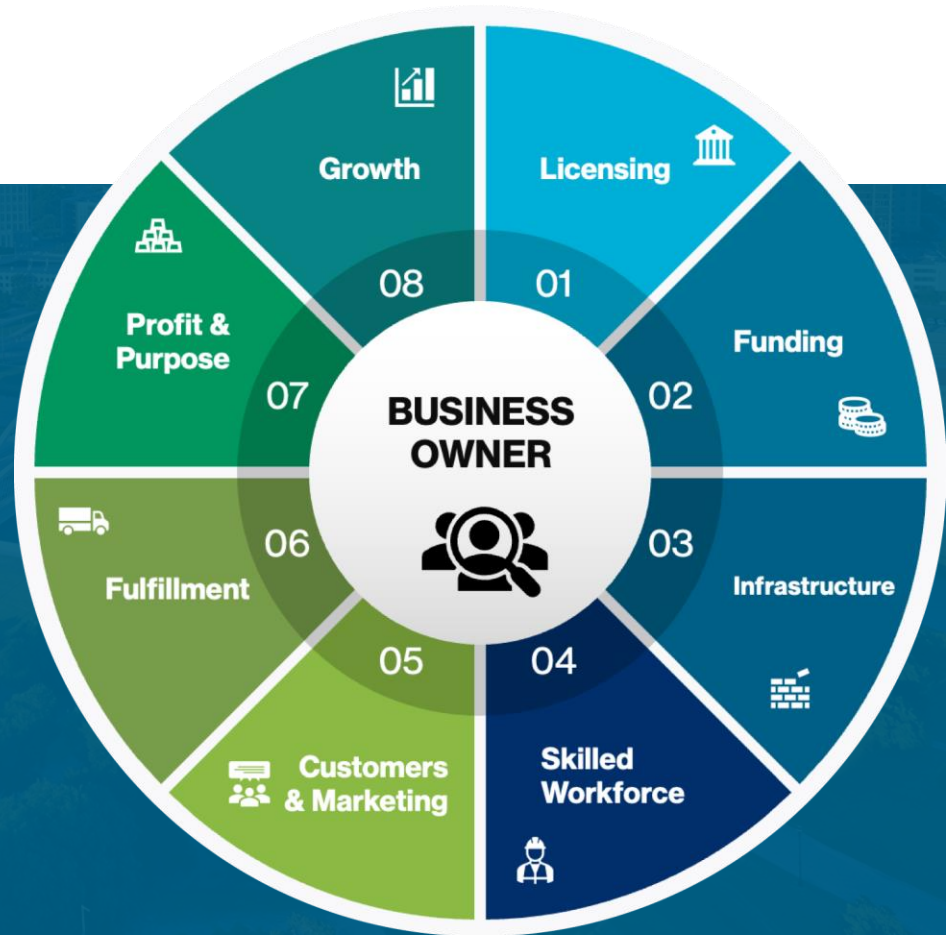 BUSINESS
OWNER
Licensing
01
Funding
02
03
Infrastructure
04
Skilled
Workforce
05
Customers
& Marketing
06
Fulfillment
Profit &
Purpose
07
Growth
08